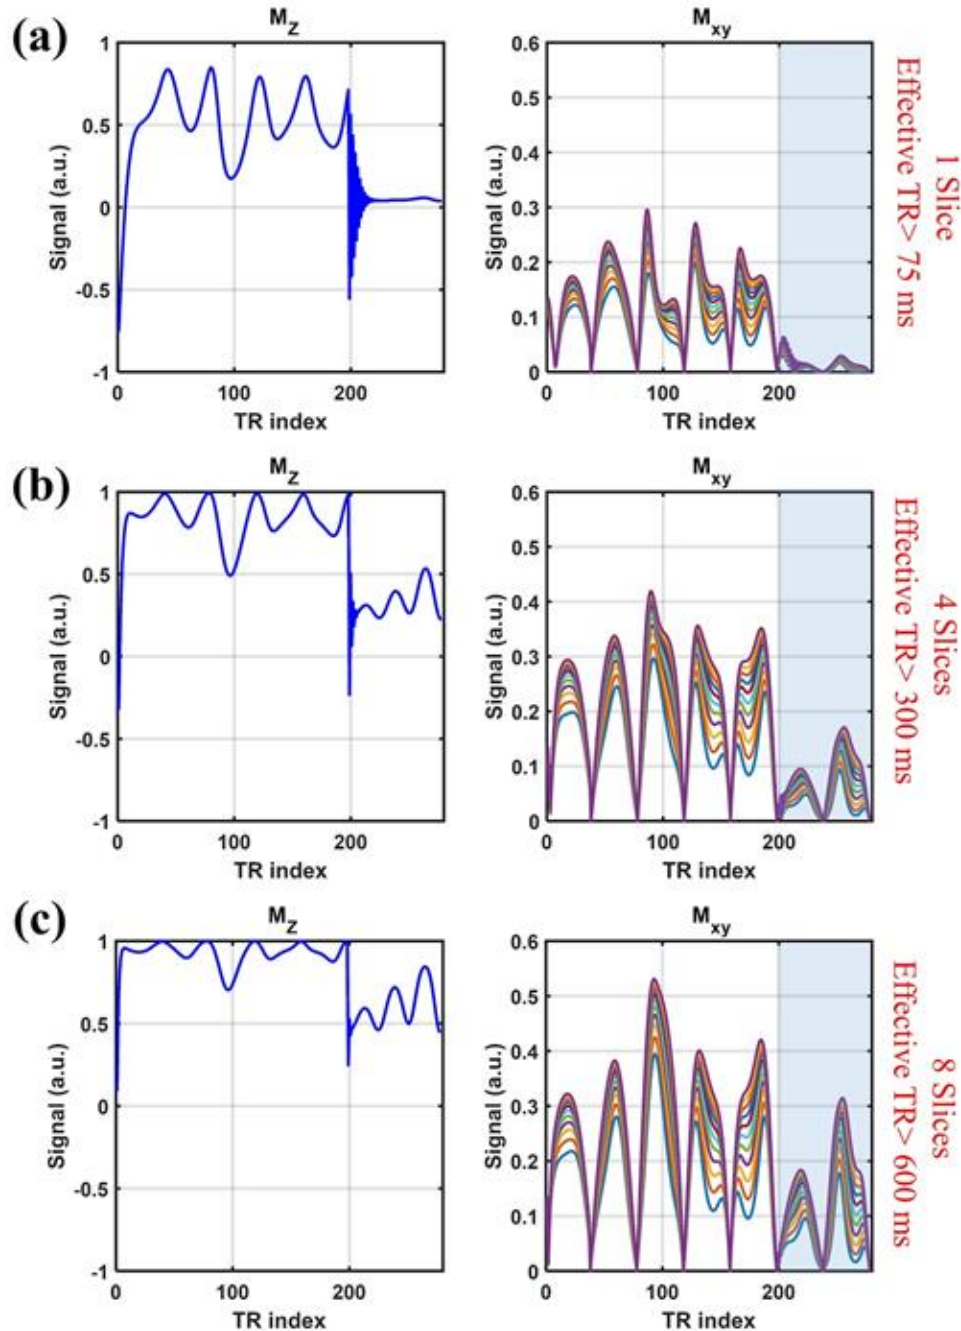 (a)
M_Z
Signal (a.u.)
1
0.5
0
-0.5
-1
0
100
200
TR index
M_xy
Signal (a.u.)
0.6
0.5
0.4
0.3
0.2
0.1
0
0
100
200
TR index
1 Slice
Effective TR> 75 ms
(b)
M_Z
Signal (a.u.)
1
0.5
0
-0.5
-1
0
100
200
TR index
M_xy
Signal (a.u.)
0.6
0.5
0.4
0.3
0.2
0.1
0
0
100
200
TR index
4 Slices
Effective TR> 300 ms
(c)
M_Z
Signal (a.u.)
1
0.5
0
-0.5
-1
0
100
200
TR index
M_xy
Signal (a.u.)
0.6
0.5
0.4
0.3
0.2
0.1
0
0
100
200
TR index
8 Slices
Effective TR> 600 ms